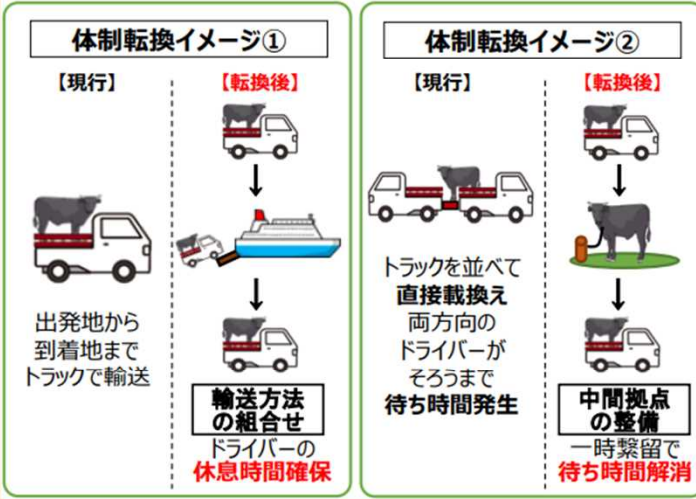 体制転換イメージ①
【現行】
【転換後】
出発地から
到着地まで
トラックで輸送
輸送方法
の組合せ
ドライバーの
休息時間確保
体制転換イメージ②
【現行】
【転換後】
トラックを並べて
直接載換え
両方向の
ドライバーが
そろうまで
待ち時間発生
中間拠点
の整備
一時繋留で
待ち時間解消